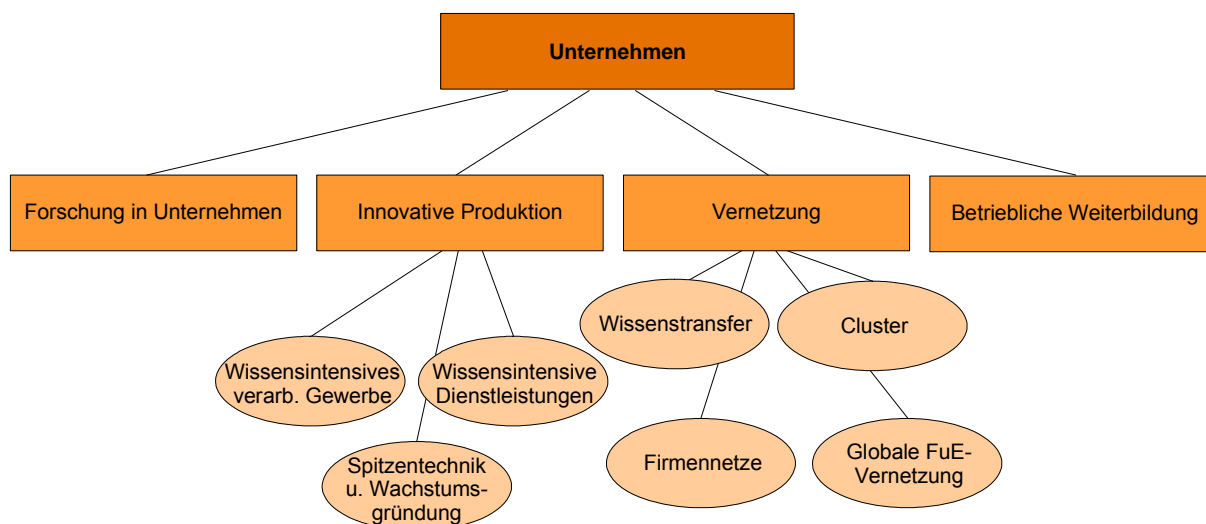 Unternehmen
Forschung in Unternehmen
Innovative Produktion
Vernetzung
Betriebliche Weiterbildung
Wissenstransfer
Cluster
Wissensintensives
verarb. Gewerbe
Wissensintensive
Dienstleistungen
Spitzentechnik
u. Wachstums-
gründung
Firmennetze
Globale FuE-
Vernetzung